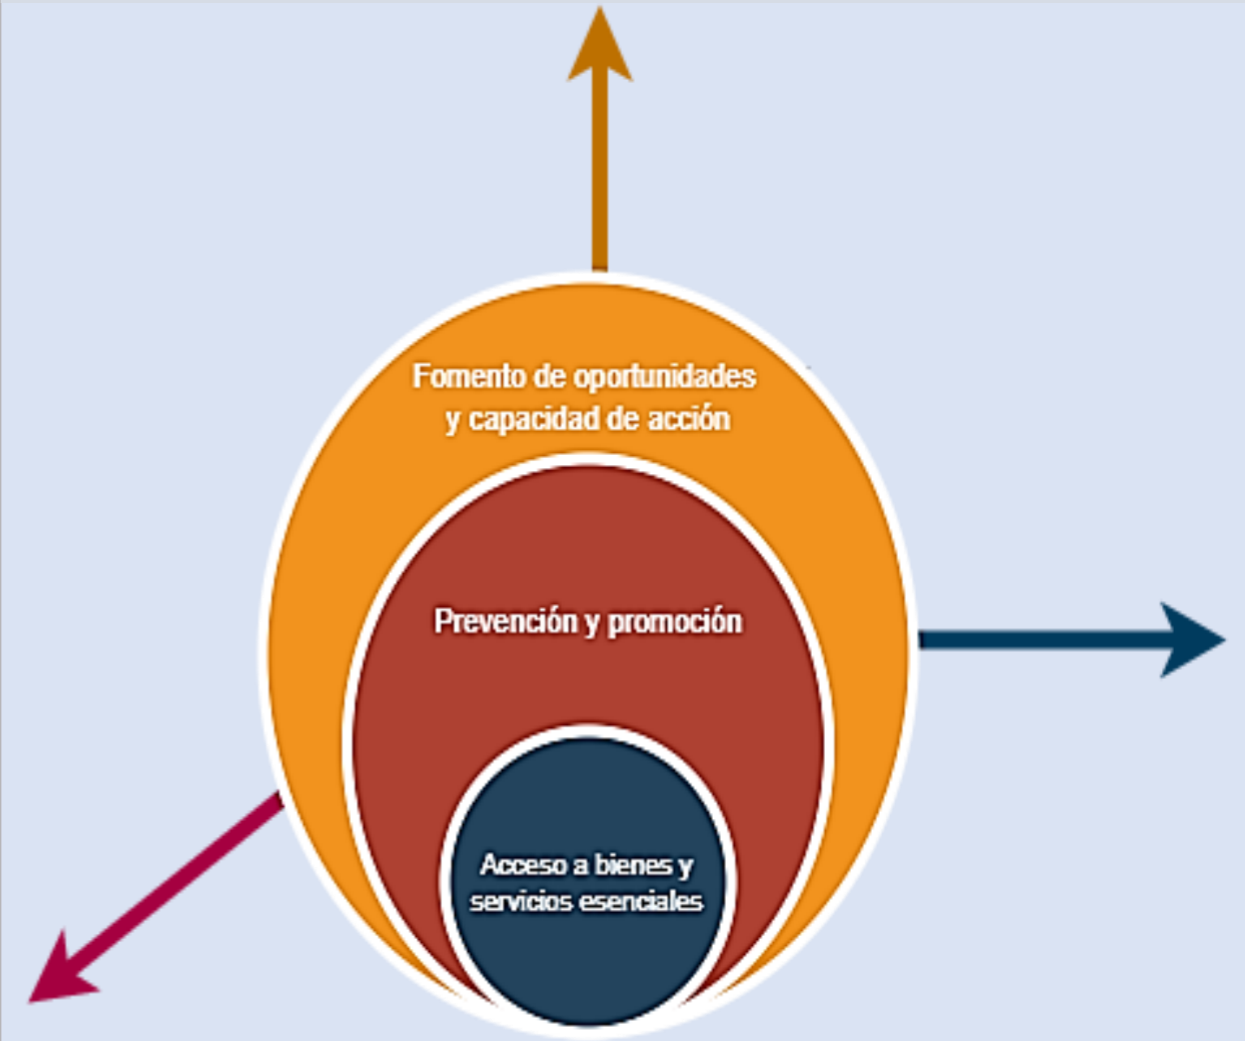 Fomento de oportunidades
y capacidad de acción
Prevención y promoción
Acceso a bienes y
servicios esenciales